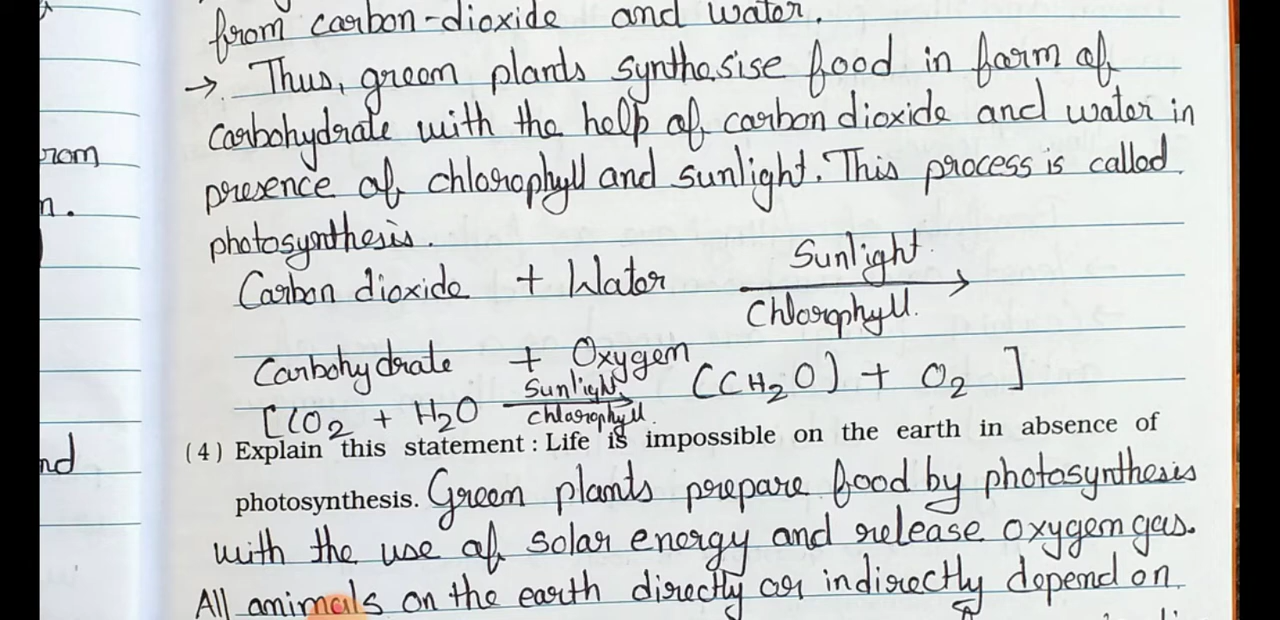 from carbon-dioxide and water.
→ Thus, green plants synthesise food in farm of
carbohydrate with the help of carbon dioxide and water in
presence of chlorophyll and sunlight. This process is called
photosynthesis.
Carbon dioxide + Water Sunlight
Chlorophyll.
Carbohydrate + Oxygen
[CO2 + H2O Sunlight chlorophyll (CH2O) + O2 ]
(4) Explain this statement : Life is impossible on the earth in absence of
photosynthesis. Green plants prepare food by photosynthesis
with the use of solar energy and release oxygen gas.
All animals on the earth directly or indirectly depend on
rom
n.
nd